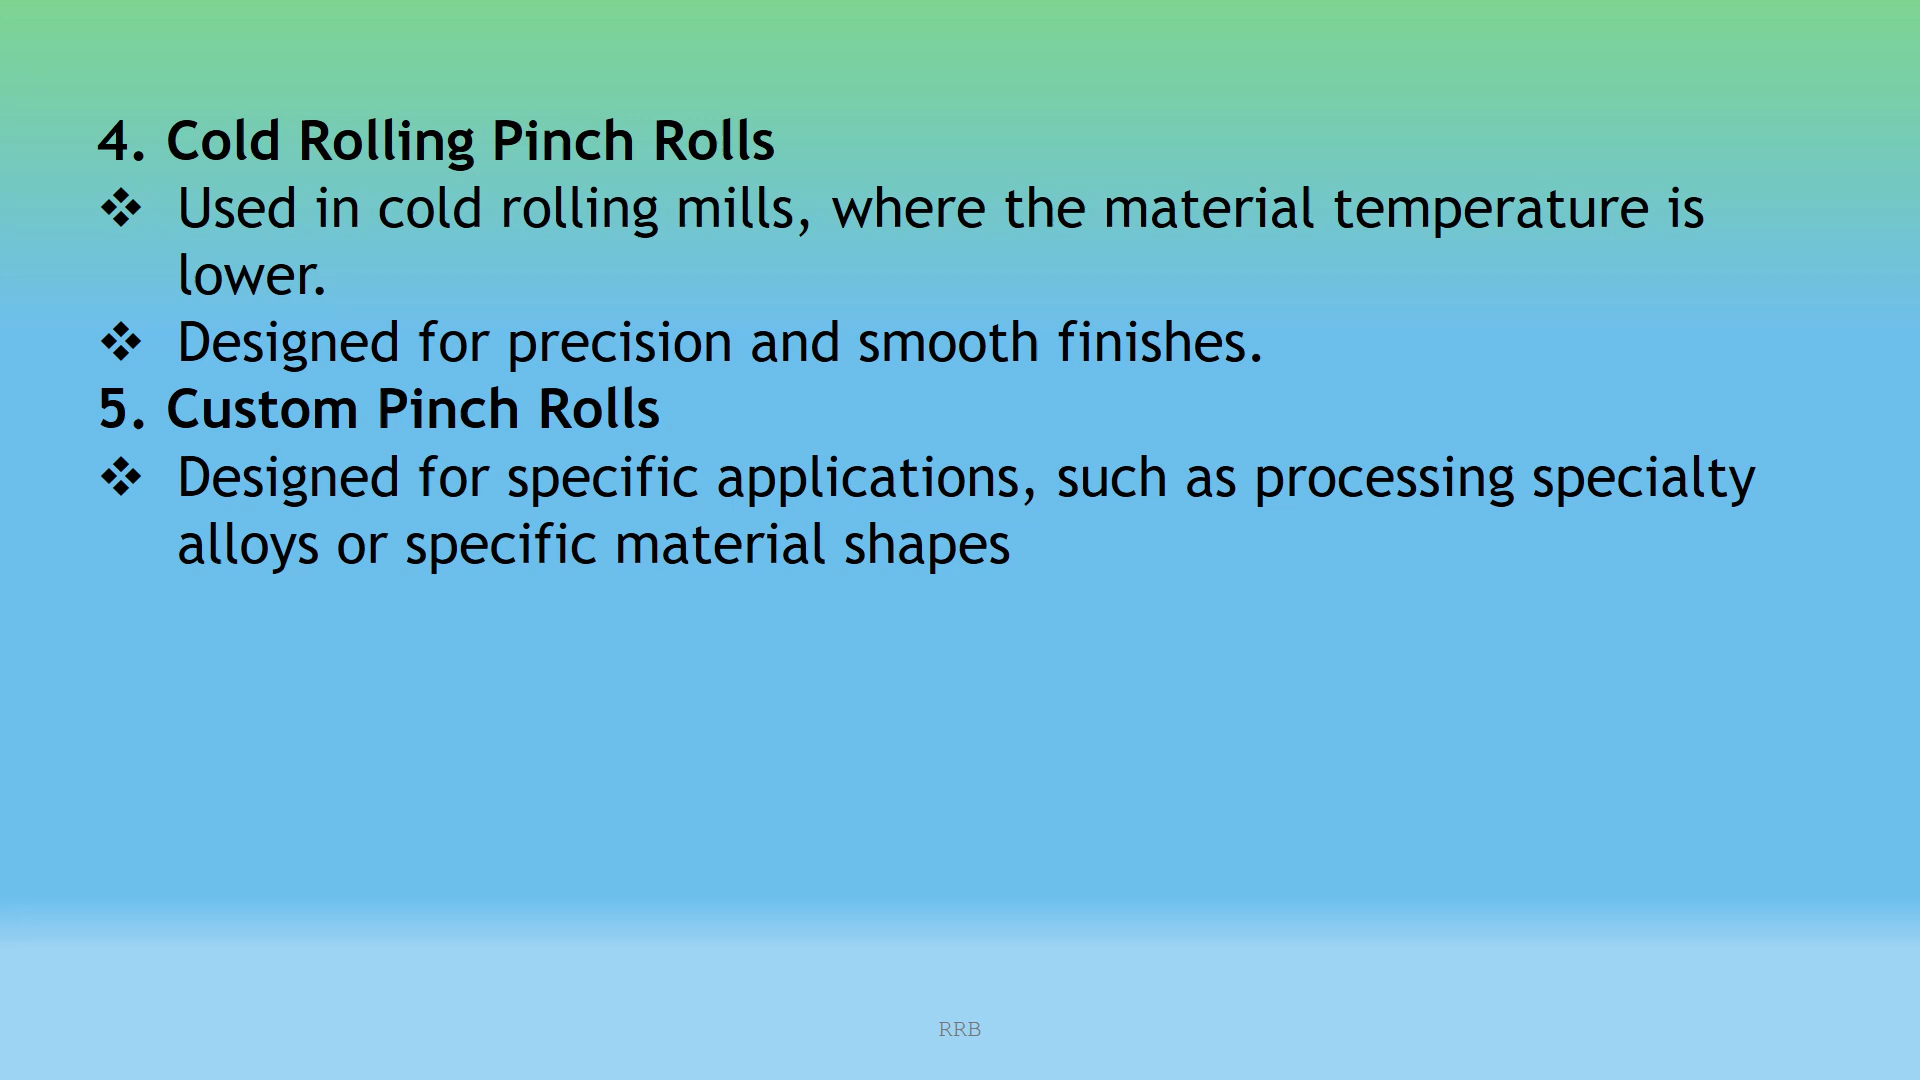 4. Cold Rolling Pinch Rolls
❖ Used in cold rolling mills, where the material temperature is
lower.
❖ Designed for precision and smooth finishes.
5. Custom Pinch Rolls
❖ Designed for specific applications, such as processing specialty
alloys or specific material shapes
RRB